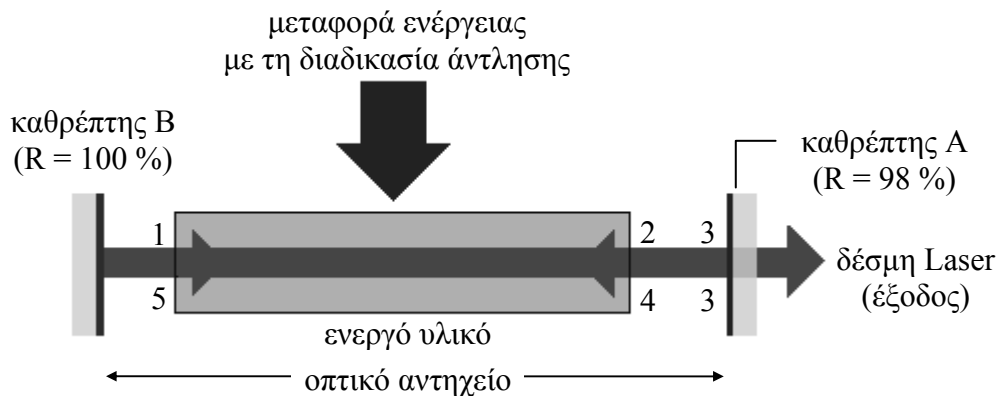 μεταφορά ενέργειας
με τη διαδικασία άντλησης
καθρέπτης Β
(R = 100 %)
καθρέπτης Α
(R = 98 %)
1
2
3
5
4
3
δέσμη Laser
(έξοδος)
ενεργό υλικό
οπτικό αντηχείο